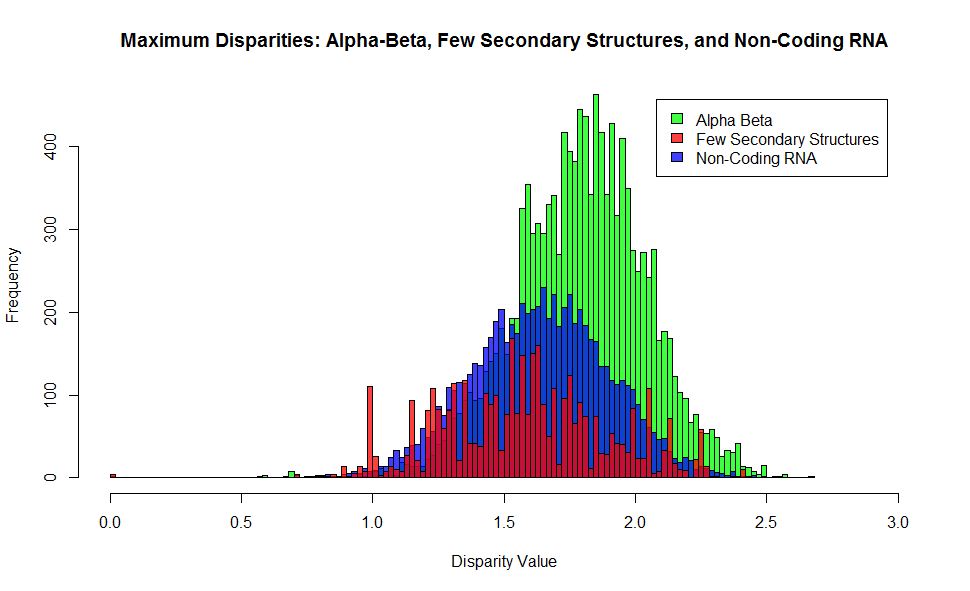 Maximum Disparities: Alpha-Beta, Few Secondary Structures, and Non-Coding RNA
Alpha Beta
Few Secondary Structures
Non-Coding RNA
Frequency
400
300
200
100
0
0.0 0.5 1.0 1.5 2.0 2.5 3.0
Disparity Value